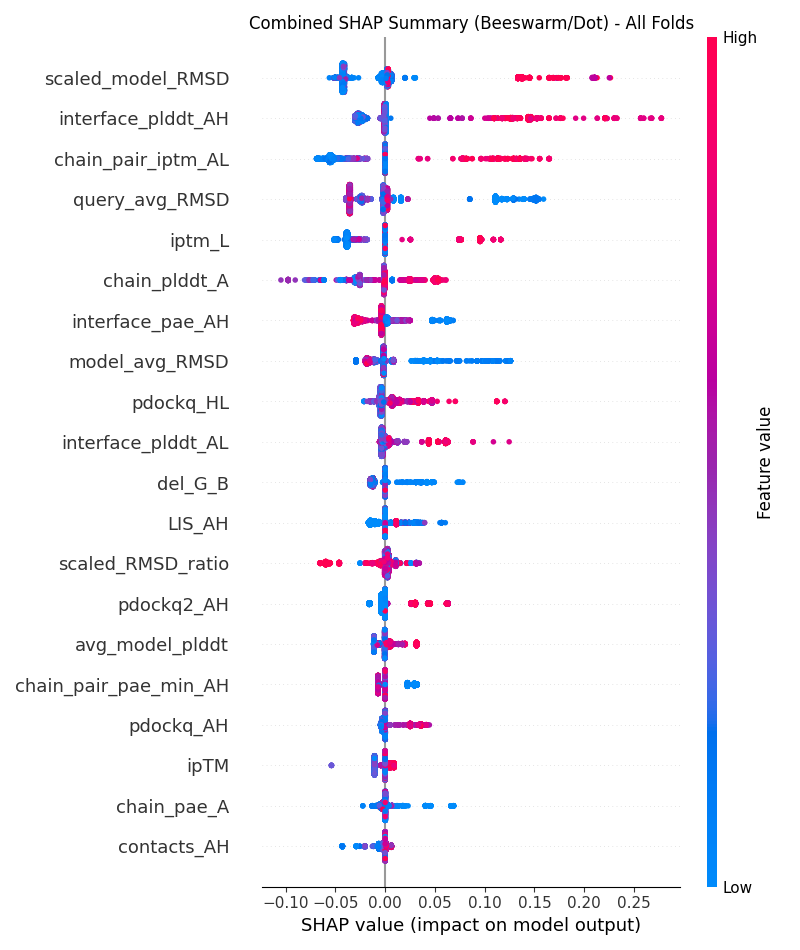 Combined SHAP Summary (Beeswarm/Dot) - All Folds
High
scaled_model_RMSD
interface_plddt_AH
chain_pair_iptm_AL
query_avg_RMSD
iptm_L
chain_plddt_A
interface_pae_AH
model_avg_RMSD
pdockq_HL
interface_plddt_AL
del_G_B
LIS_AH
scaled_RMSD_ratio
pdockq2_AH
avg_model_plddt
chain_pair_pae_min_AH
pdockq_AH
ipTM
chain_pae_A
contacts_AH
Feature value
Low
−0.10 −0.05 0.00 0.05 0.10 0.15 0.20 0.25
SHAP value (impact on model output)